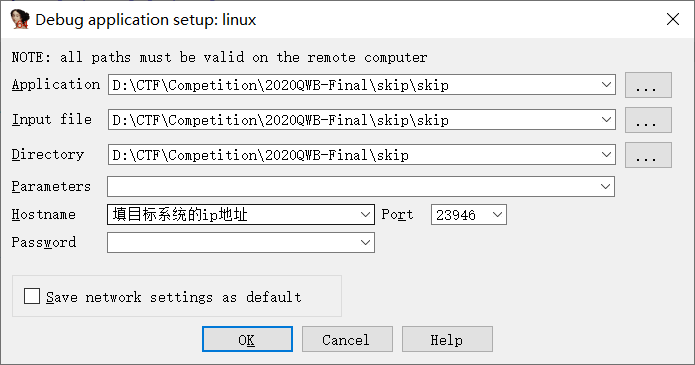 Debug application setup: linux
NOTE: all paths must be valid on the remote computer
Application D:\CTF\Competition\2020QWB-Final\skip\skip ...
Input file D:\CTF\Competition\2020QWB-Final\skip\skip ...
Directory D:\CTF\Competition\2020QWB-Final\skip ...
Parameters
Hostname 填目标系统的ip地址 Port 23946
Password
Save network settings as default
OK Cancel Help